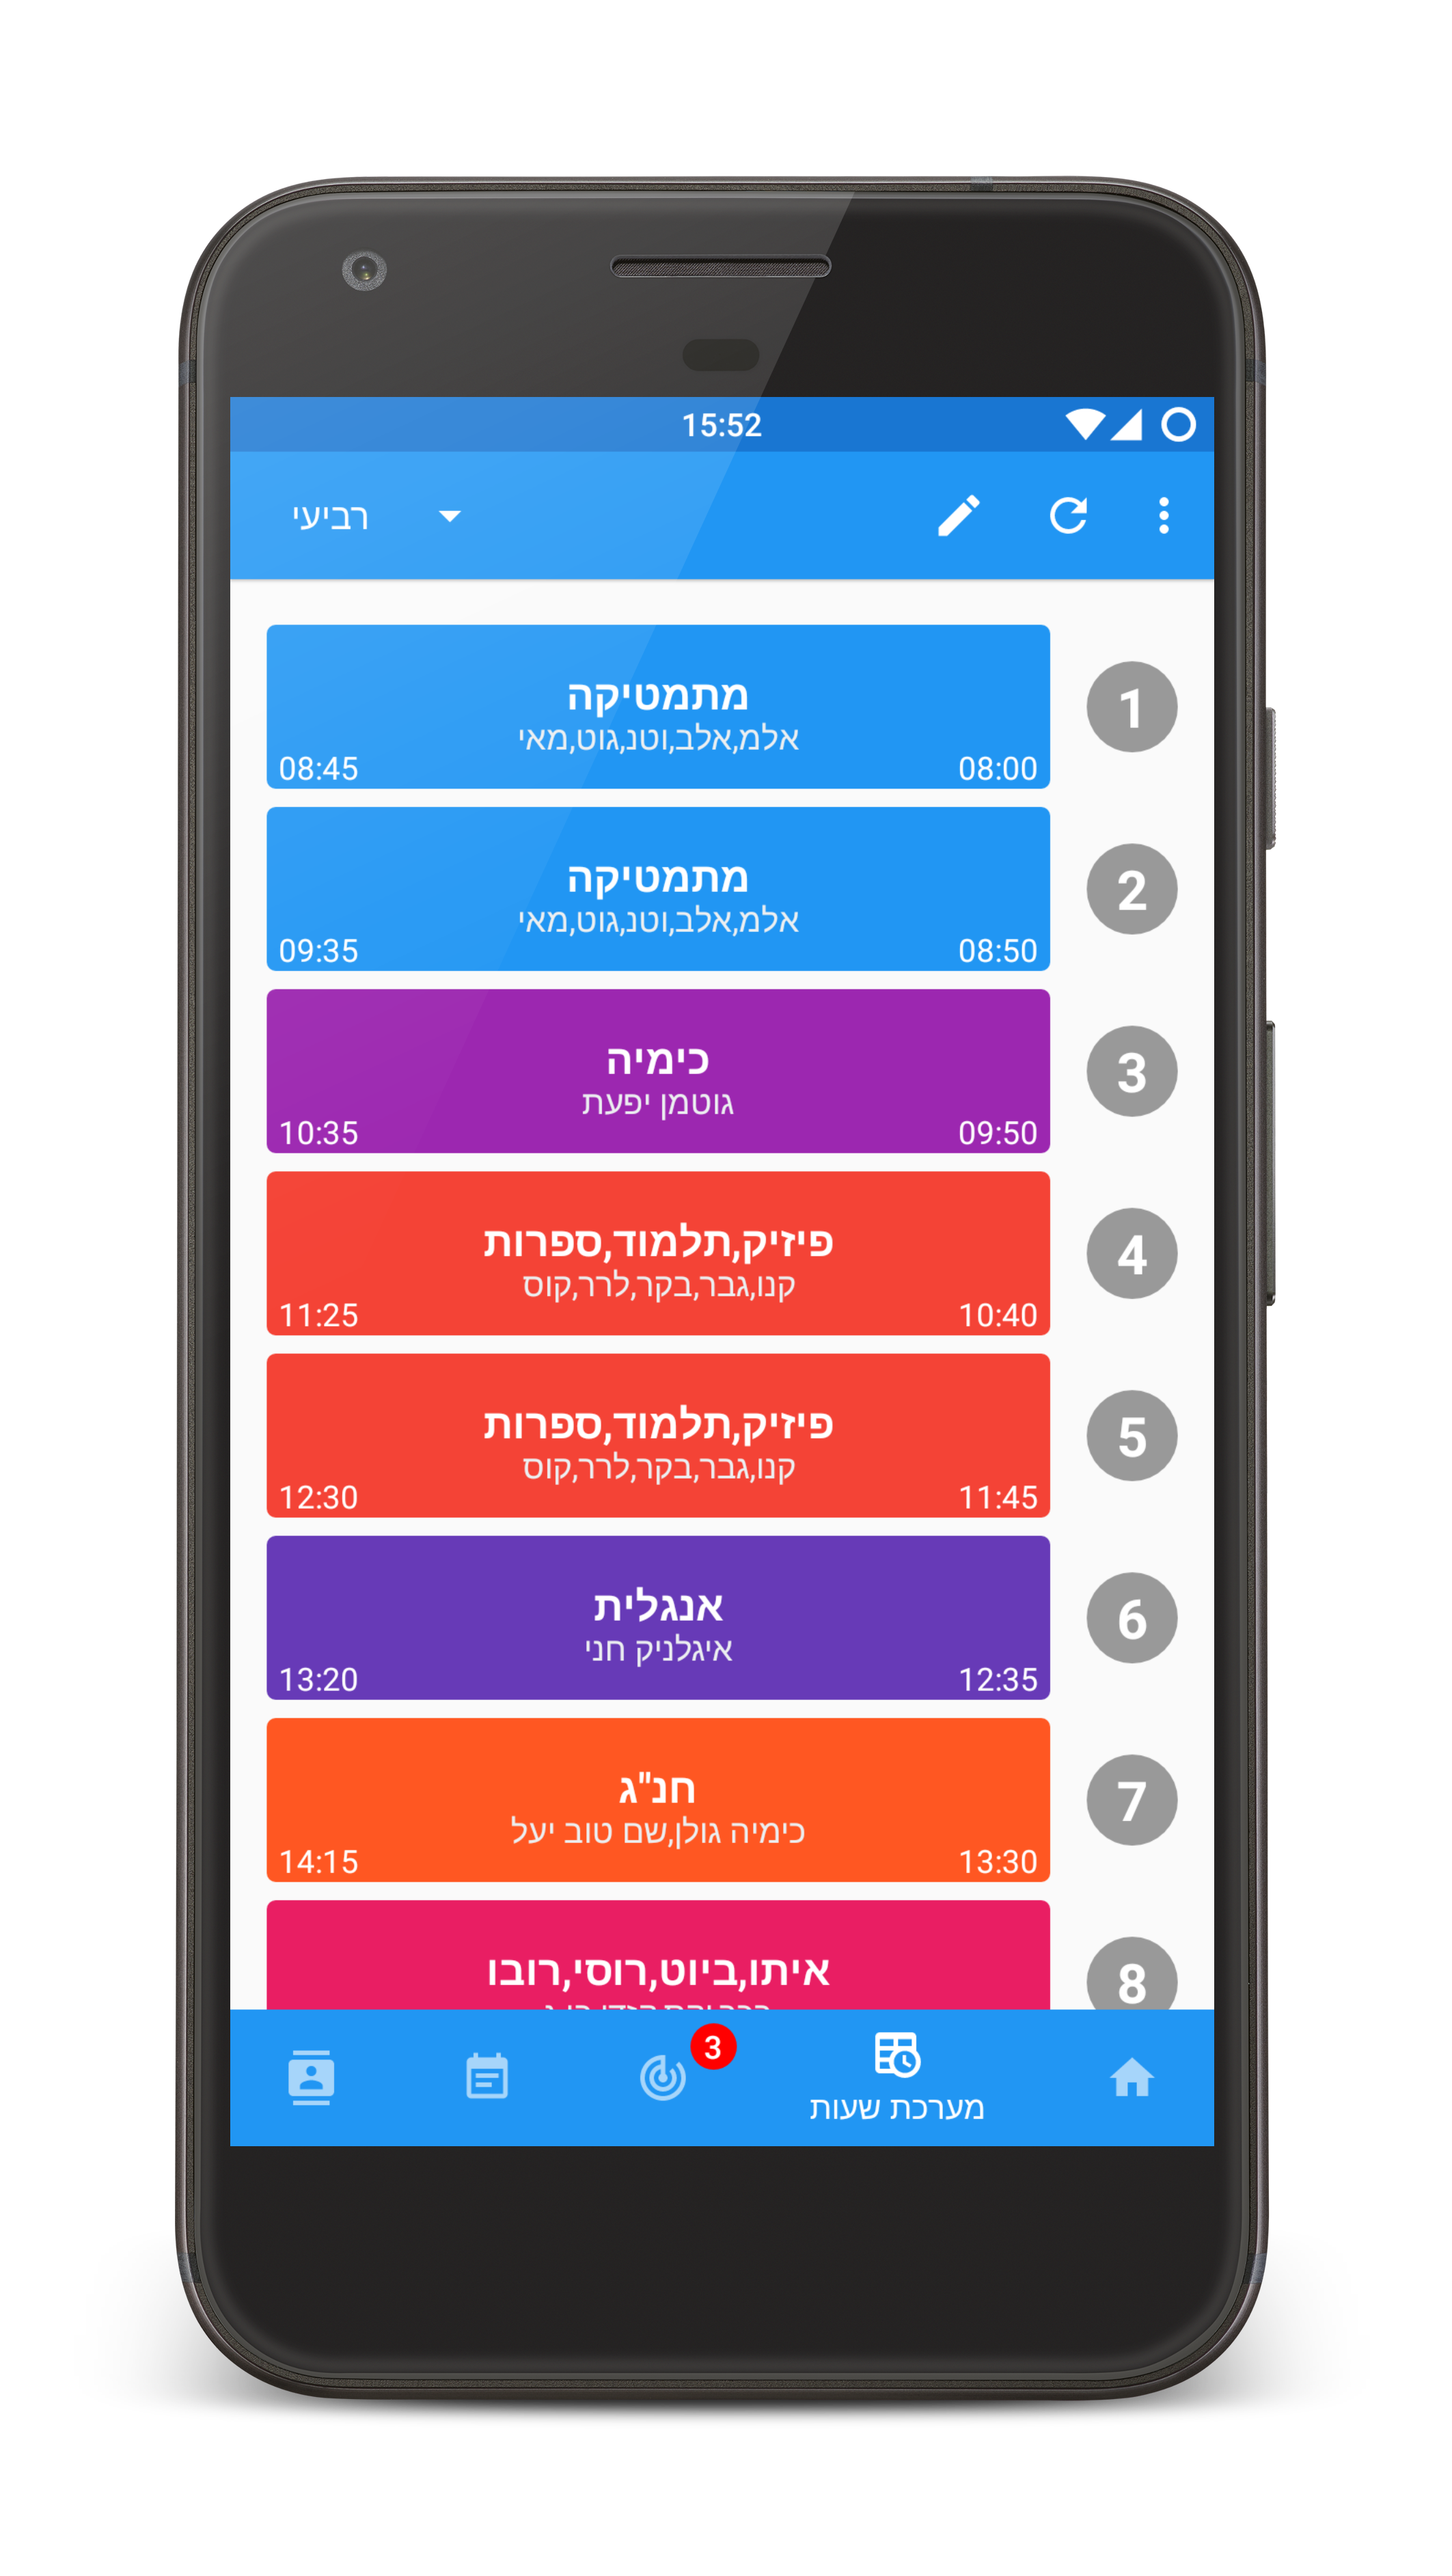 15:52
רביעי
מתמטיקה
אלמ,אלב,וטנ,גוט,מאי
08:00
08:45
1
מתמטיקה
אלמ,אלב,וטנ,גוט,מאי
08:50
09:35
2
כימיה
גוטמן יפעת
09:50
10:35
3
פיזיק,תלמוד,ספרות
קנו,גבר,בקר,לרר,קוס
10:40
11:25
4
פיזיק,תלמוד,ספרות
קנו,גבר,בקר,לרר,קוס
11:45
12:30
5
אנגלית
איגלניק חני
12:35
13:20
6
חנ"ג
כימיה גולן,שם טוב יעל
13:30
14:15
7
איתו,ביוט,רוסי,רובו
8
3
מערכת שעות